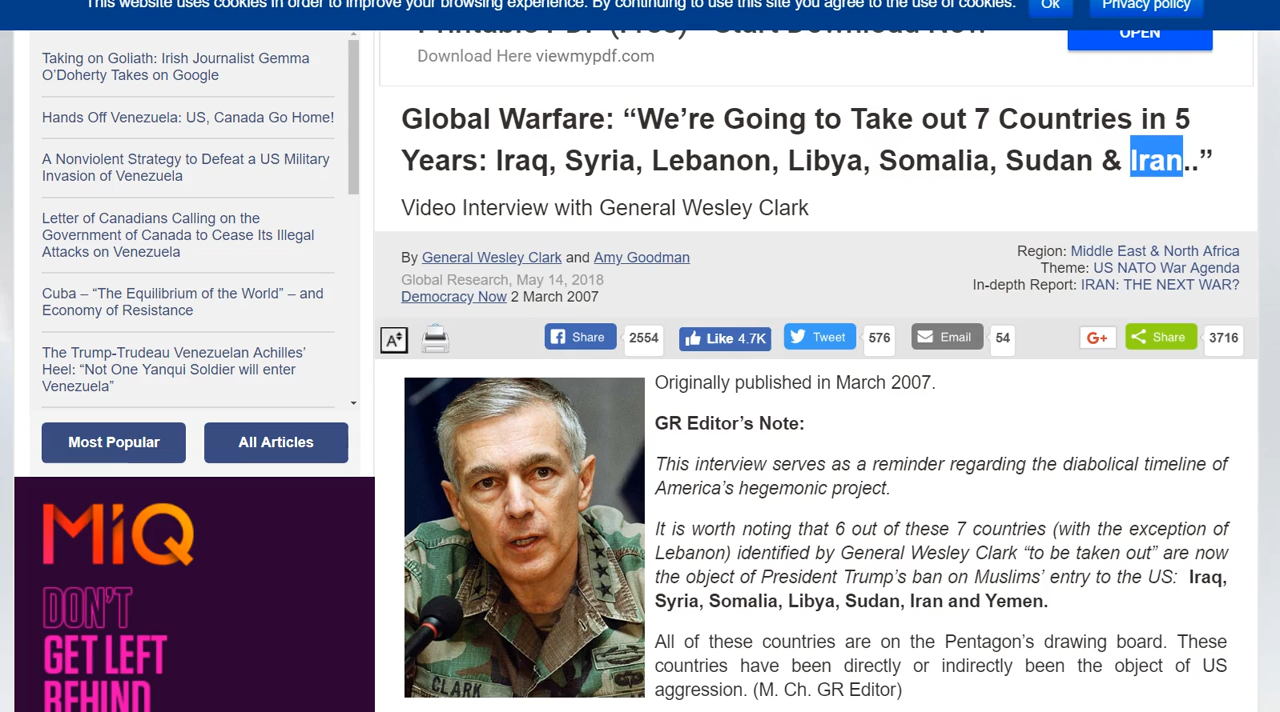 This website uses cookies in order to improve your browsing experience. By continuing to use this site you agree to the use of cookies. Ok Privacy policy
Printable PDF (Free) - Start Download Now
Download Here viewmypdf.com
OPEN
Taking on Goliath: Irish Journalist Gemma
O’Doherty Takes on Google
Hands Off Venezuela: US, Canada Go Home!
A Nonviolent Strategy to Defeat a US Military
Invasion of Venezuela
Letter of Canadians Calling on the
Government of Canada to Cease Its Illegal
Attacks on Venezuela
Cuba – “The Equilibrium of the World” – and
Economy of Resistance
The Trump-Trudeau Venezuelan Achilles’
Heel: “Not One Yanqui Soldier will enter
Venezuela”
Most Popular All Articles
MiQ
DON'T
GET LEFT
BEHIND
Global Warfare: “We’re Going to Take out 7 Countries in 5
Years: Iraq, Syria, Lebanon, Libya, Somalia, Sudan & Iran..”
Video Interview with General Wesley Clark
By General Wesley Clark and Amy Goodman
Global Research, May 14, 2018
Democracy Now 2 March 2007
Region: Middle East & North Africa
Theme: US NATO War Agenda
In-depth Report: IRAN: THE NEXT WAR?
A Share 2554 Like 4.7K Tweet 576 Email 54 G+ Share 3716
Originally published in March 2007.
GR Editor’s Note:
This interview serves as a reminder regarding the diabolical timeline of
America’s hegemonic project.
It is worth noting that 6 out of these 7 countries (with the exception of
Lebanon) identified by General Wesley Clark “to be taken out” are now
the object of President Trump’s ban on Muslims’ entry to the US: Iraq,
Syria, Somalia, Libya, Sudan, Iran and Yemen.
All of these countries are on the Pentagon’s drawing board. These
countries have been directly or indirectly been the object of US
aggression. (M. Ch. GR Editor)
CLARK